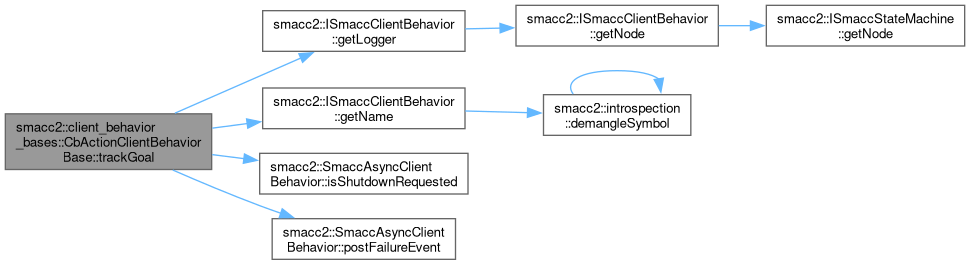 smacc2::client_behavior
_bases::CbActionClientBehavior
Base::trackGoal
smacc2::ISmaccClientBehavior
::getLogger
smacc2::ISmaccClientBehavior
::getNode
smacc2::ISmaccStateMachine
::getNode
smacc2::ISmaccClientBehavior
::getName
smacc2::introspection
::demangleSymbol
smacc2::SmaccAsyncClient
Behavior::isShutdownRequested
smacc2::SmaccAsyncClient
Behavior::postFailureEvent